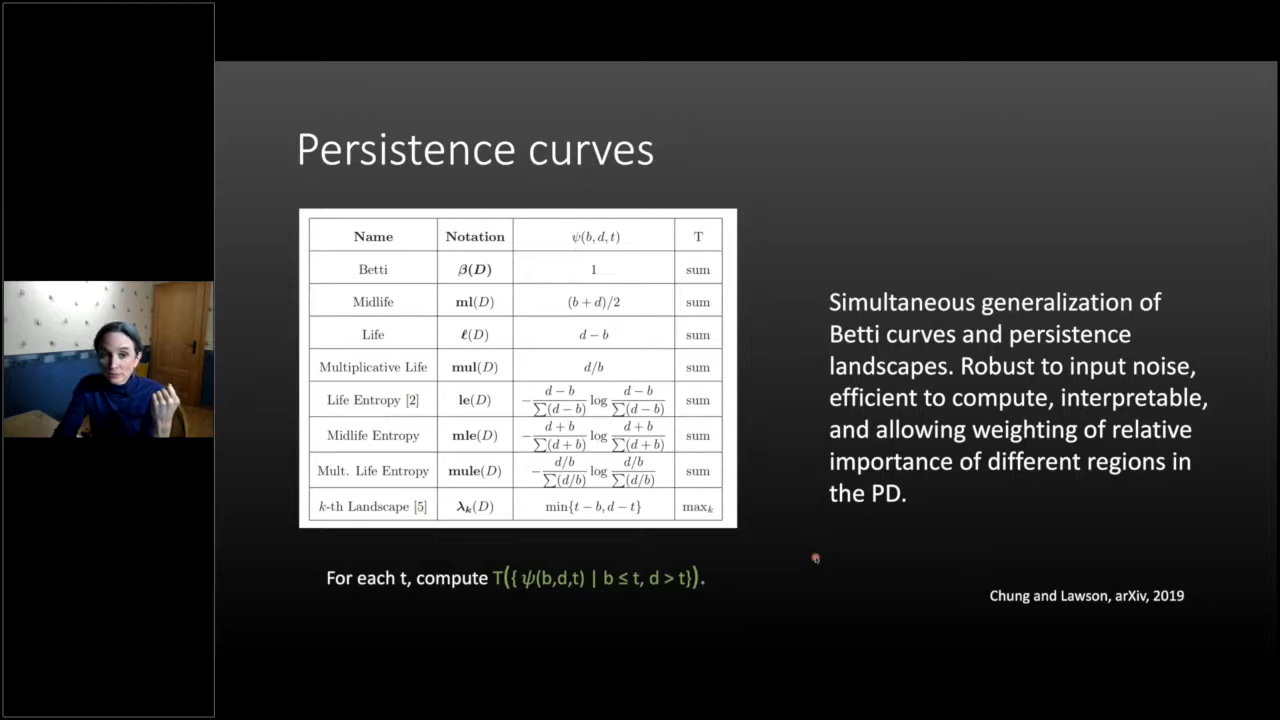 Persistence curves
Name Notation ψ(b, d, t) T
Betti β(D) 1 sum
Midlife ml(D) (b + d)/2 sum
Life ℓ(D) d − b sum
Multiplicative Life mul(D) d/b sum
Life Entropy [2] le(D) − (d − b)/∑(d − b) log (d − b)/∑(d − b) sum
Midlife Entropy mle(D) − (d + b)/∑(d + b) log (d + b)/∑(d + b) sum
Mult. Life Entropy mule(D) − (d/b)/∑(d/b) log (d/b)/∑(d/b) sum
k-th Landscape [5] λₖ(D) min{t − b, d − t} maxₖ
For each t, compute T({ ψ(b,d,t) | b ≤ t, d > t}).
Simultaneous generalization of
Betti curves and persistence
landscapes. Robust to input noise,
efficient to compute, interpretable,
and allowing weighting of relative
importance of different regions in
the PD.
Chung and Lawson, arXiv, 2019